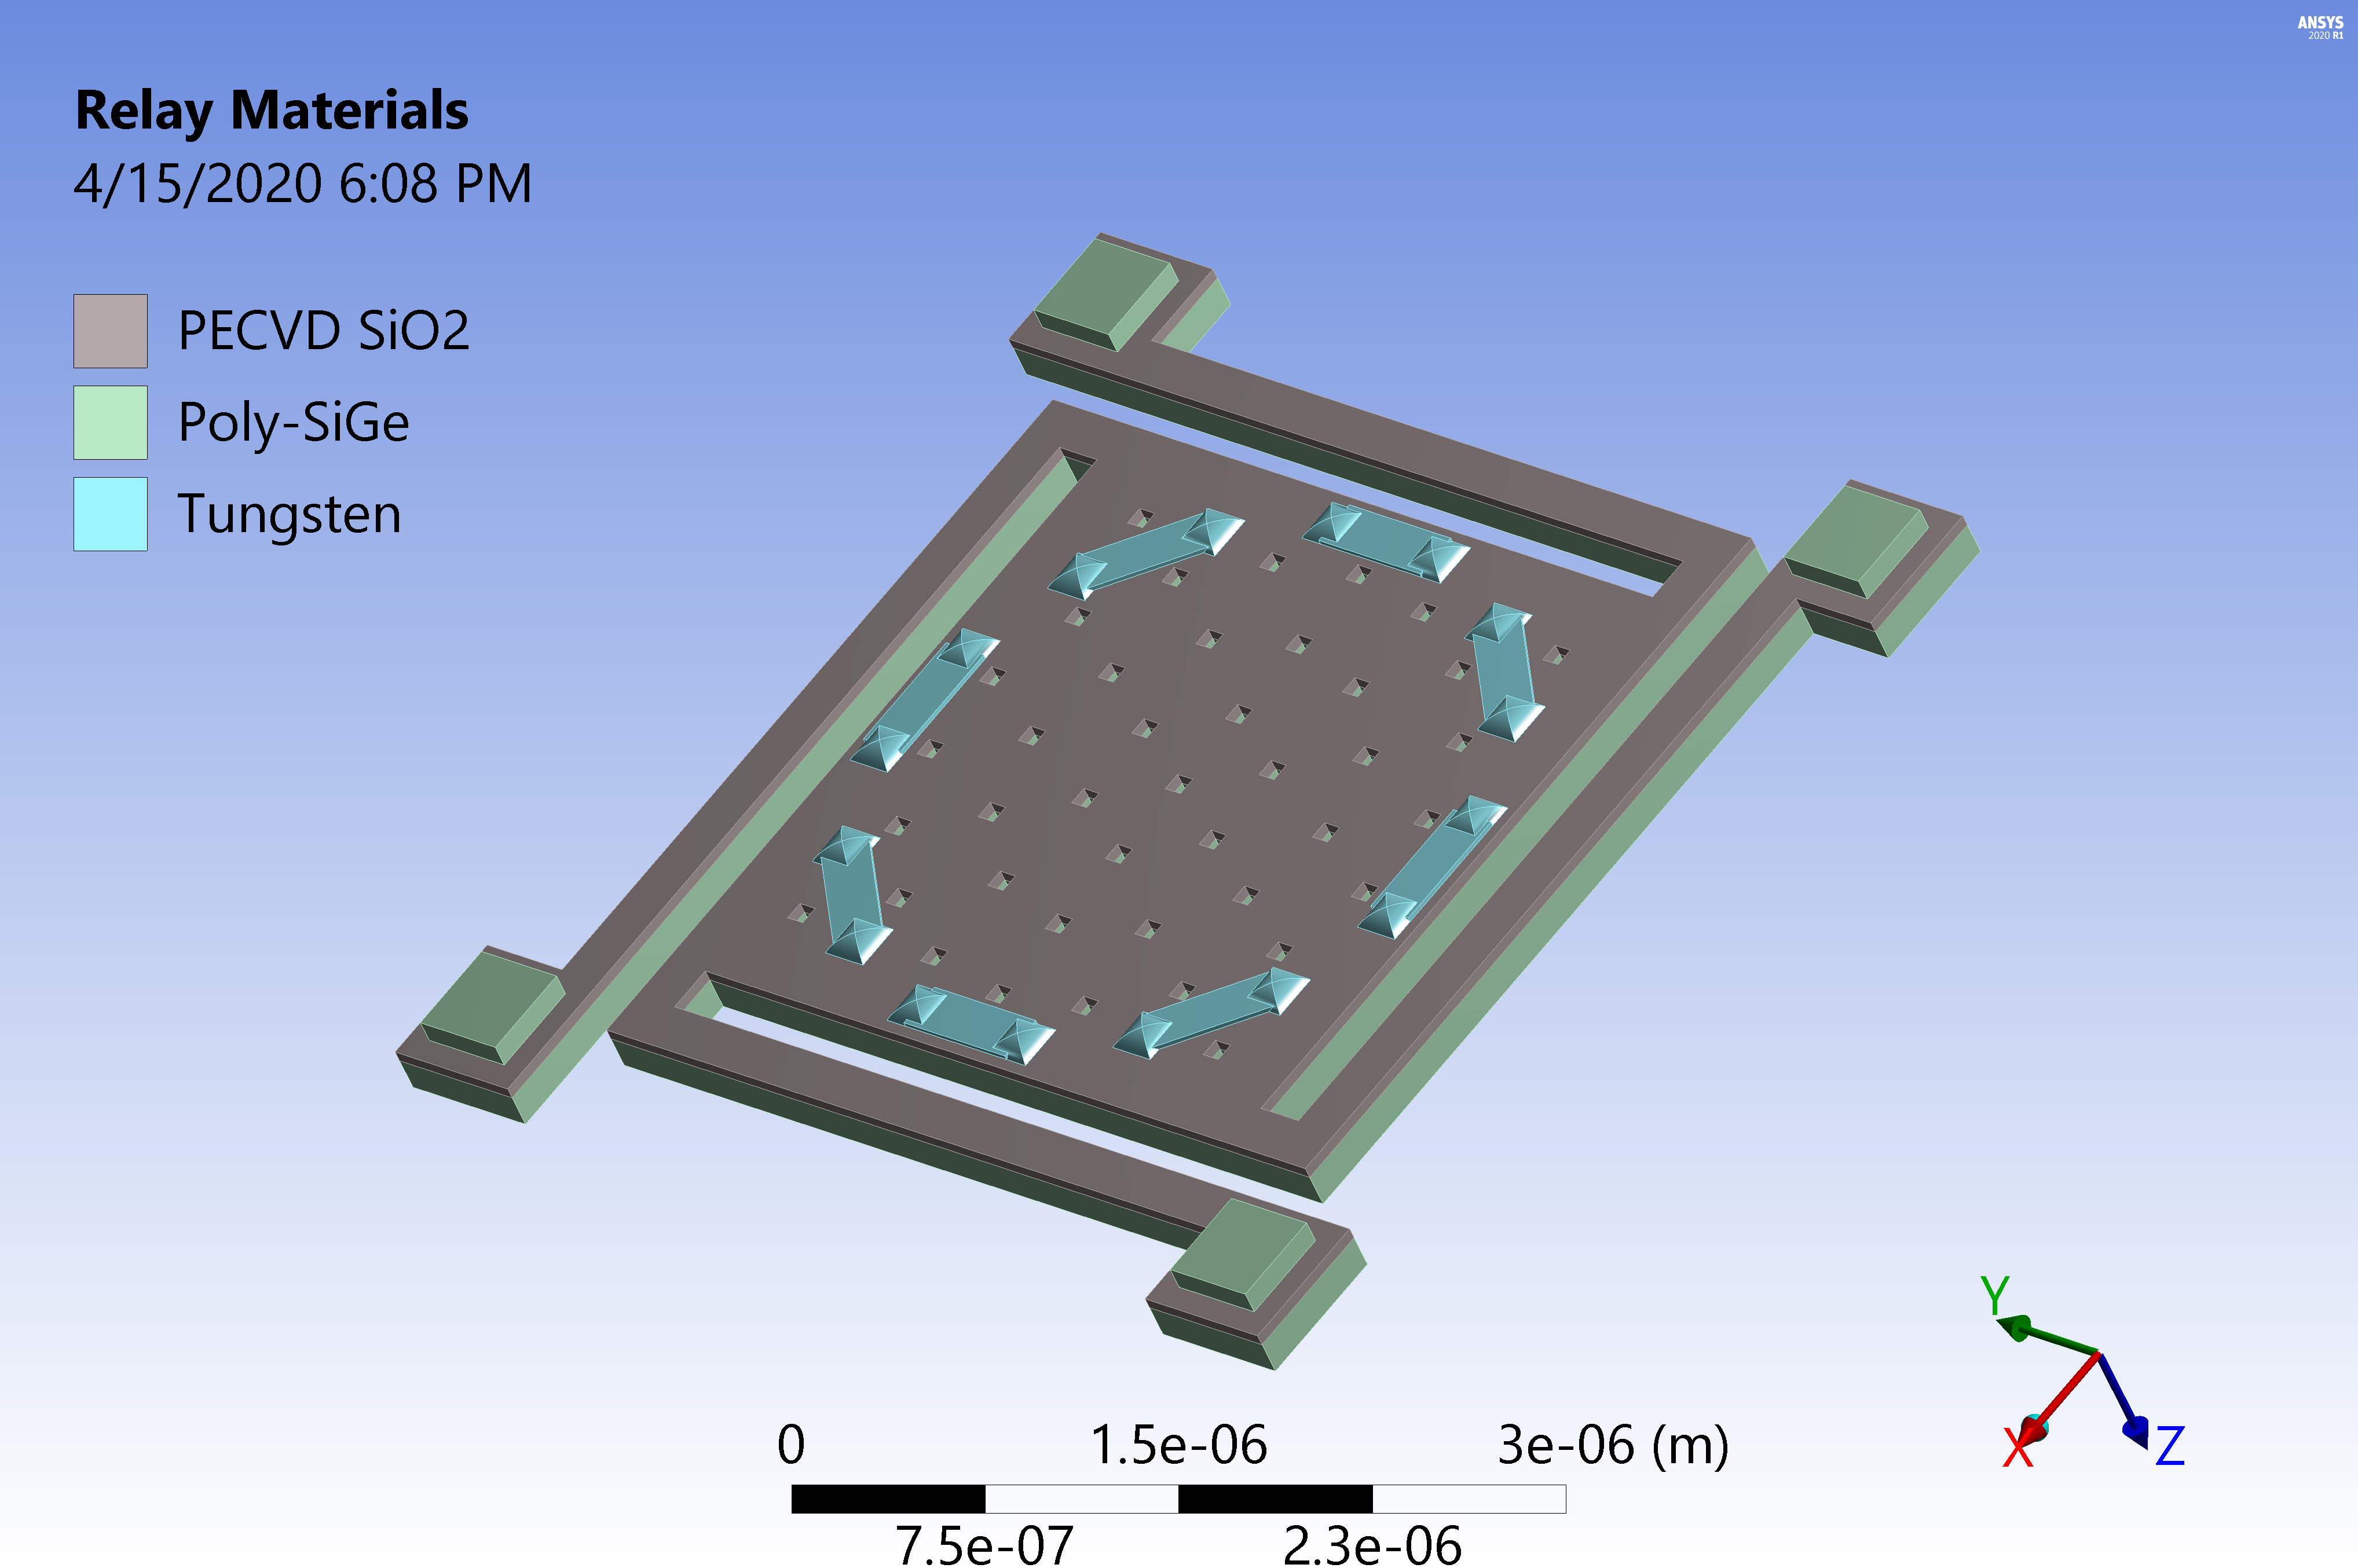 ANSYS
2020 R1
Relay Materials
4/15/2020 6:08 PM
PECVD SiO2
Poly-SiGe
Tungsten
Y
X
Z
0 1.5e-06 3e-06 (m)
7.5e-07 2.3e-06